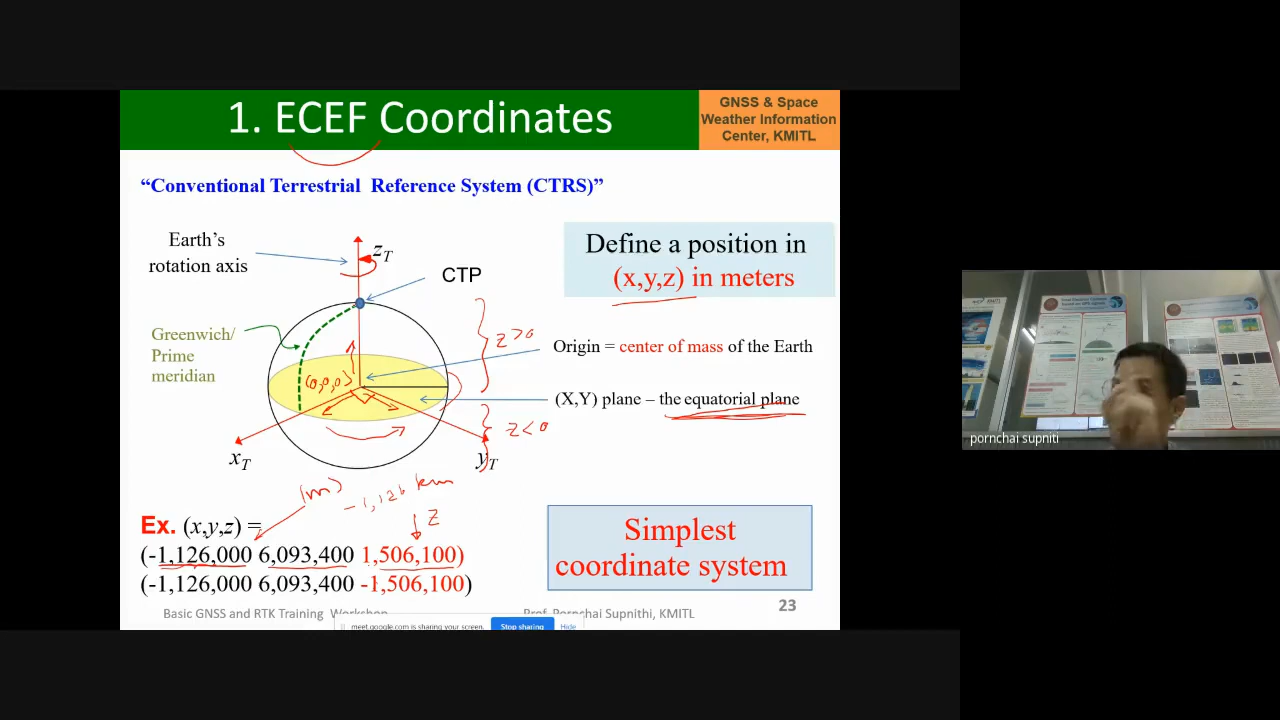 1. ECEF Coordinates
GNSS & Space
Weather Information
Center, KMITL
“Conventional Terrestrial Reference System (CTRS)”
Earth’s
rotation axis
zT
CTP
Define a position in
(x,y,z) in meters
Greenwich/
Prime
meridian
z>0
Origin = center of mass of the Earth
(0,0,0)
(X,Y) plane – the equatorial plane
z<0
xT
yT
(m)
-1,126 km
Ex. (x,y,z) =
z
(-1,126,000 6,093,400 1,506,100)
(-1,126,000 6,093,400 -1,506,100)
Simplest
coordinate system
23
Basic GNSS and RTK Training Workshop
Prof. Pornchai Supnithi, KMITL
meet.google.com is sharing your screen.
Stop sharing
Hide
pornchai supniti